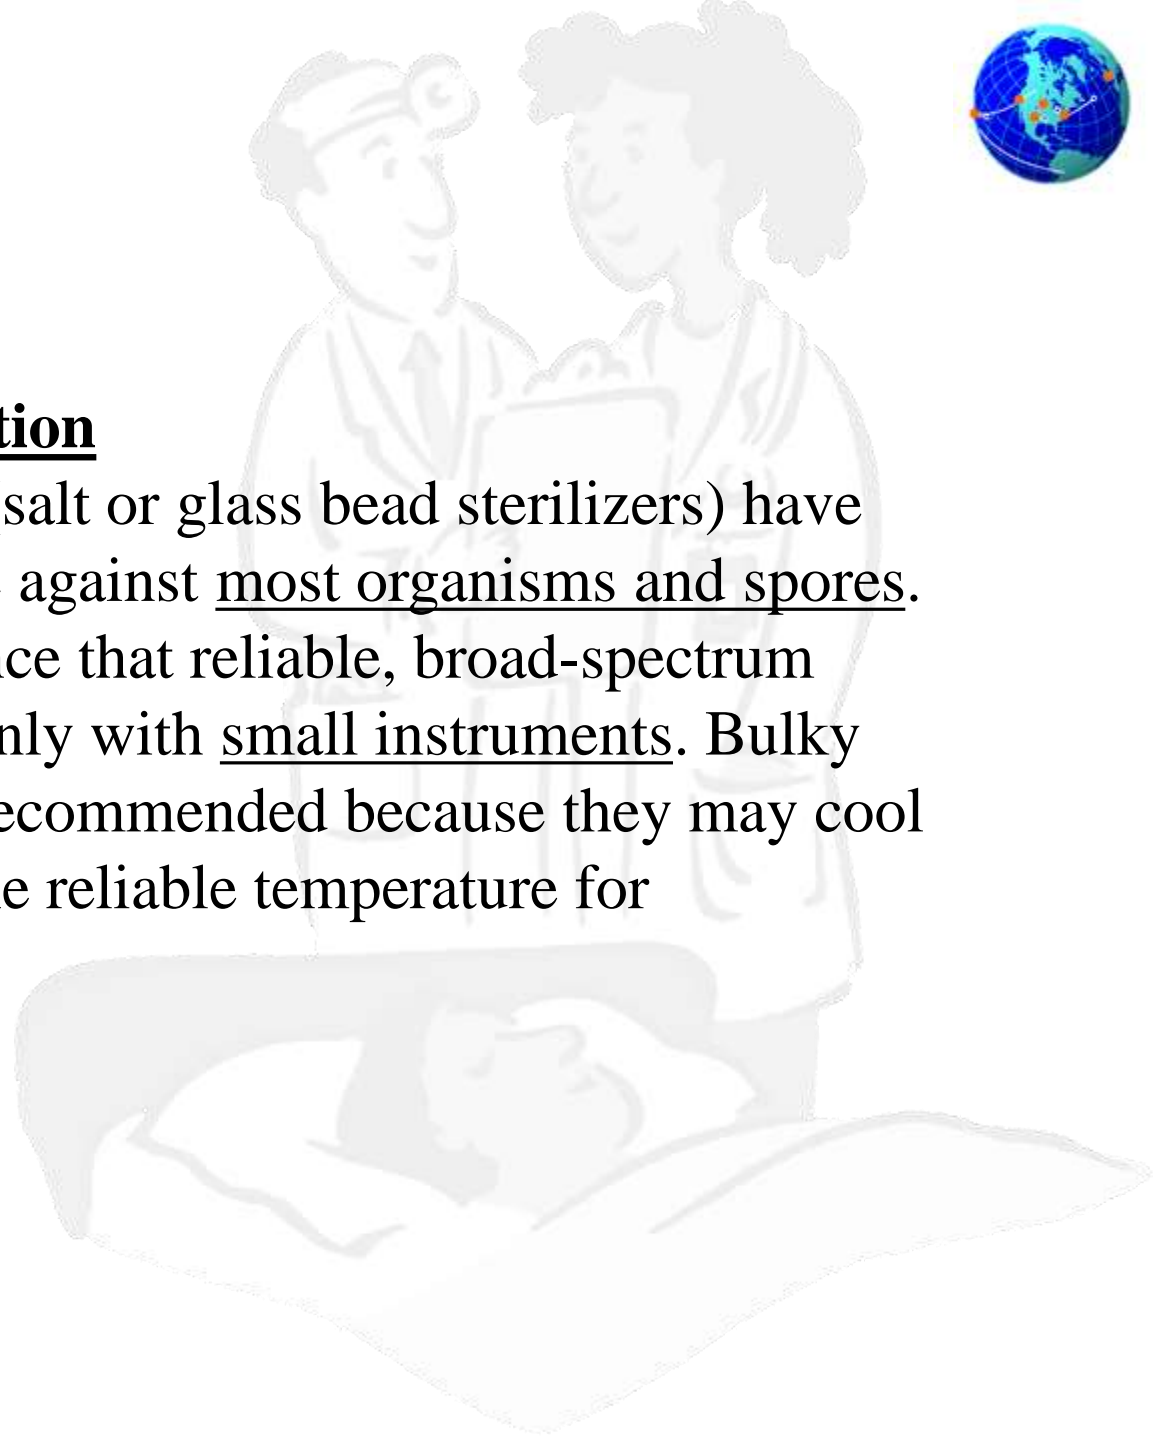 tion
salt or glass bead sterilizers) have
against most organisms and spores.
nce that reliable, broad-spectrum
nly with small instruments. Bulky
ecommended because they may cool
e reliable temperature for